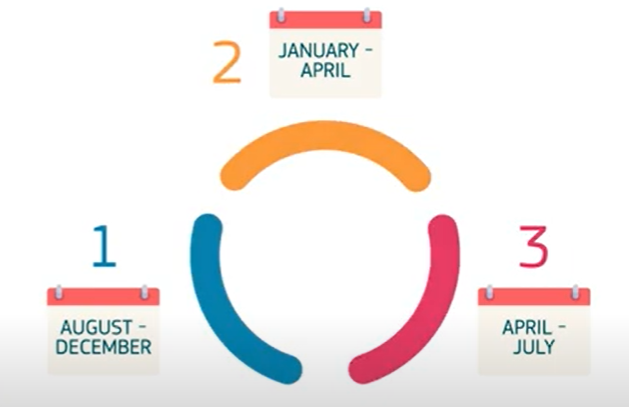 1
AUGUST -
DECEMBER
2
JANUARY -
APRIL
3
APRIL -
JULY